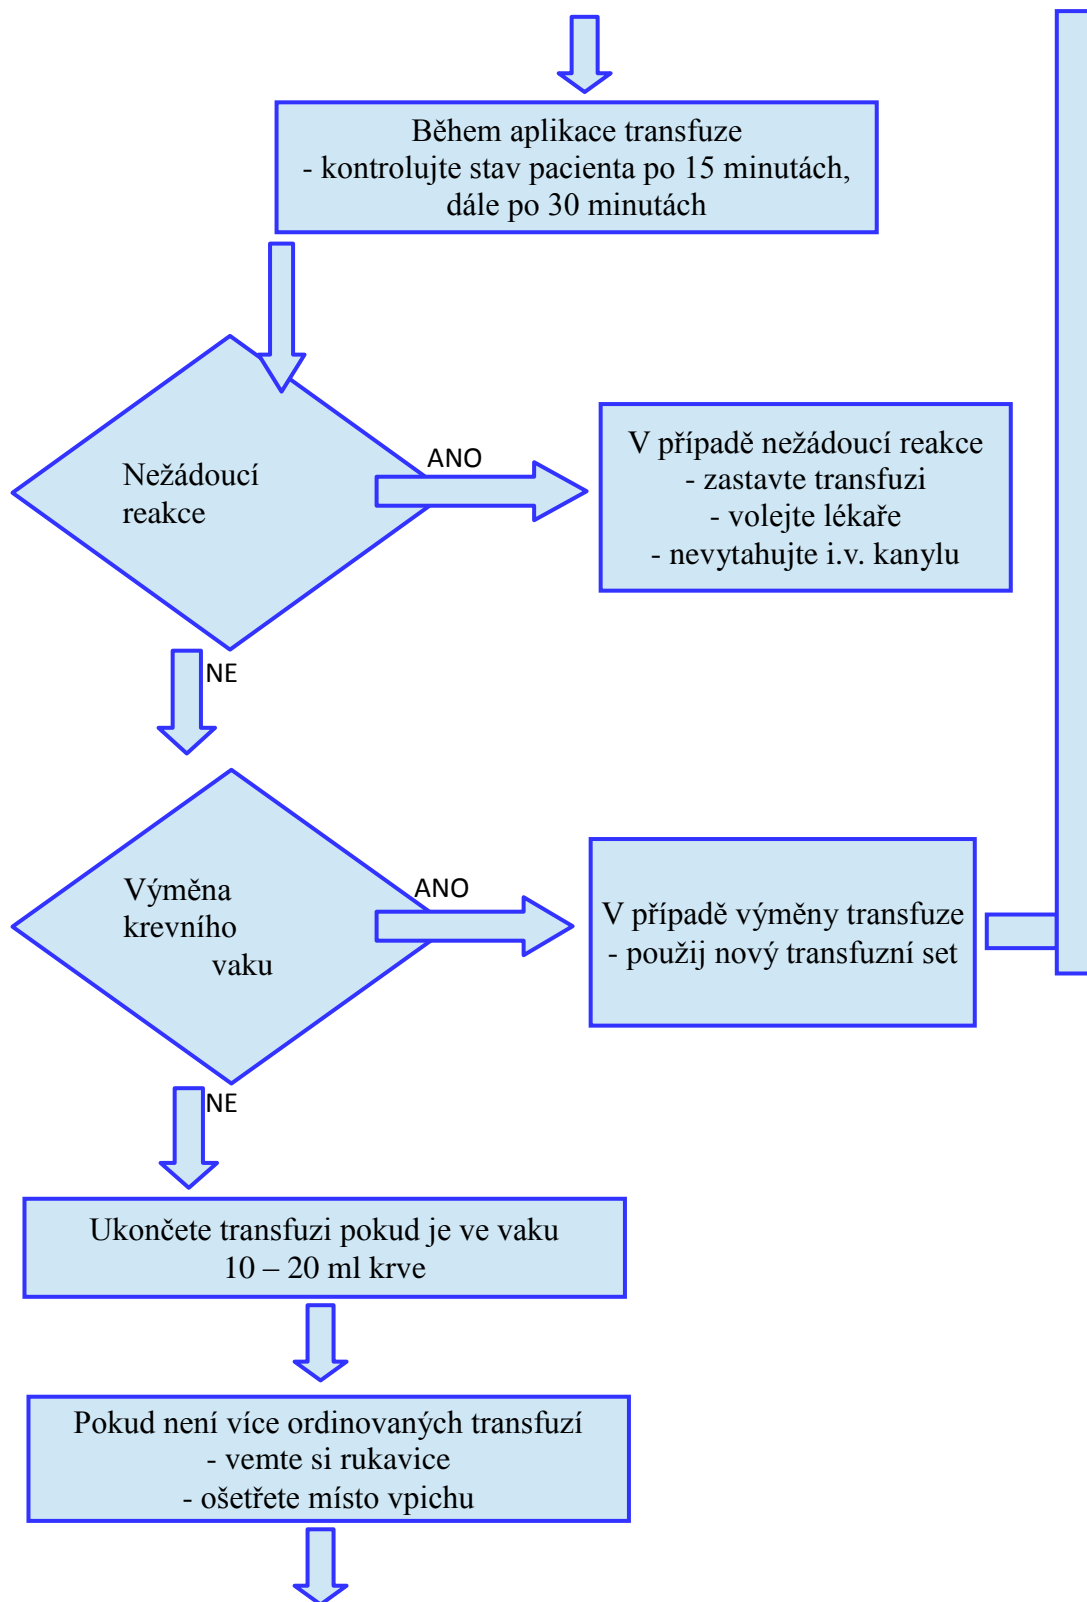 Během aplikace transfuze
- kontrolujte stav pacienta po 15 minutách,
dále po 30 minutách
Nežádoucí
reakce
ANO
V případě nežádoucí reakce
- zastavte transfuzi
- volejte lékaře
- nevytahujte i.v. kanylu
NE
Výměna
krevního
vaku
ANO
V případě výměny transfuze
- použij nový transfuzní set
NE
Ukončete transfuzi pokud je ve vaku
10 – 20 ml krve
Pokud není více ordinovaných transfuzí
- vemte si rukavice
- ošetřete místo vpichu